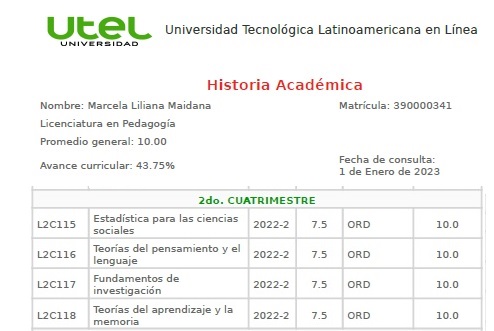 utel
UNIVERSIDAD
Universidad Tecnológica Latinoamericana en Línea
Historia Académica
Nombre: Marcela Liliana Maidana Matrícula: 390000341
Licenciatura en Pedagogía
Promedio general: 10.00
Avance curricular: 43.75% Fecha de consulta:
1 de Enero de 2023
2do. CUATRIMESTRE
L2C115 Estadística para las ciencias sociales 2022-2 7.5 ORD 10.0
L2C116 Teorías del pensamiento y el lenguaje 2022-2 7.5 ORD 10.0
L2C117 Fundamentos de investigación 2022-2 7.5 ORD 10.0
L2C118 Teorías del aprendizaje y la memoria 2022-2 7.5 ORD 10.0